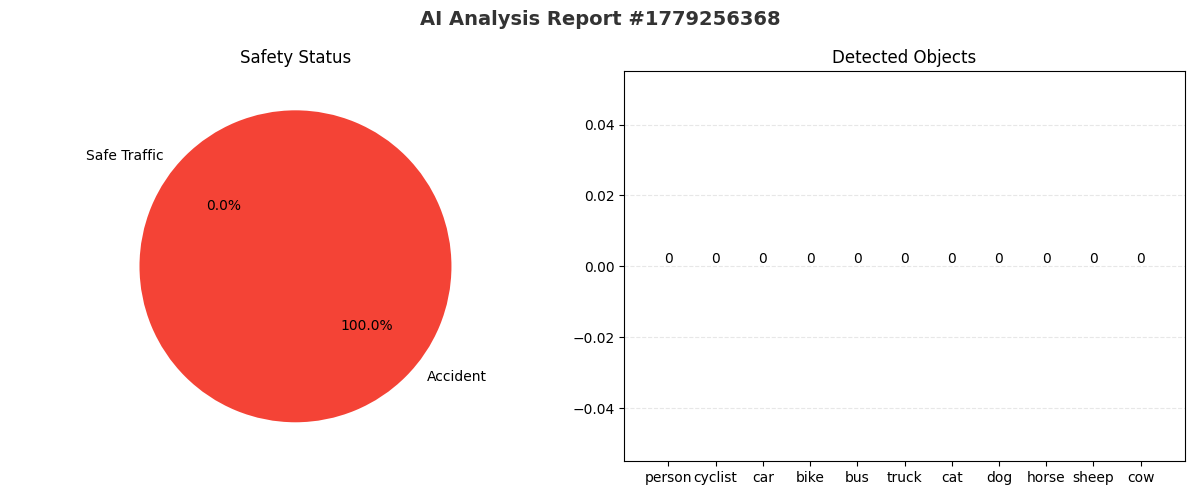 AI Analysis Report #1779256368
Safety Status
Safe Traffic
0.0%
100.0%
Accident
Detected Objects
0.04
0.02
0.00
−0.02
−0.04
0 0 0 0 0 0 0 0 0 0 0
person cyclist car bike bus truck cat dog horse sheep cow